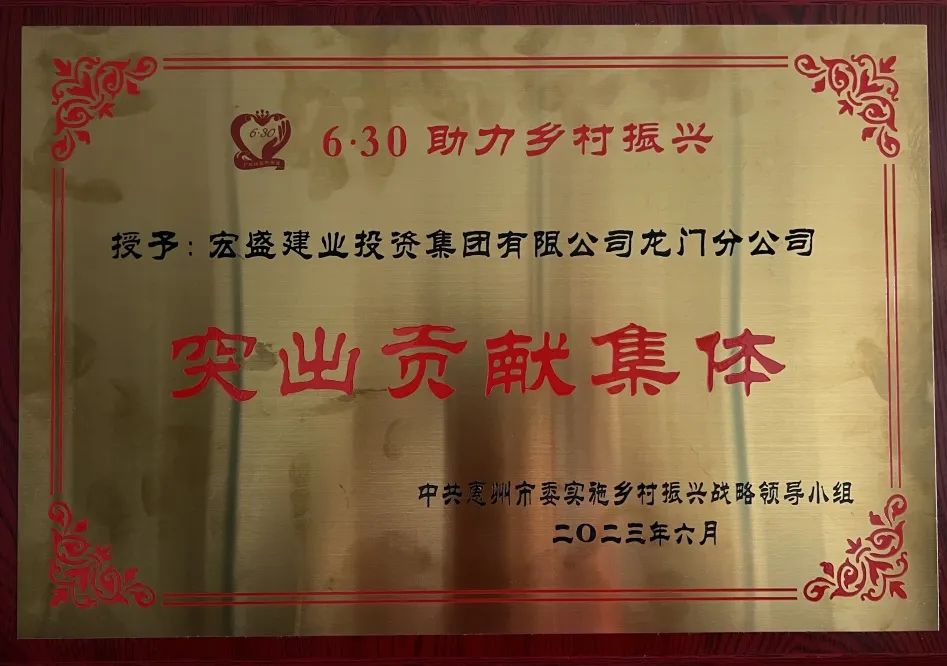 6·30 助力乡村振兴
6·30
授予：宏盛建业投资集团有限公司龙门分公司
突出贡献集体
中共惠州市委实施乡村振兴战略领导小组
二〇二三年六月